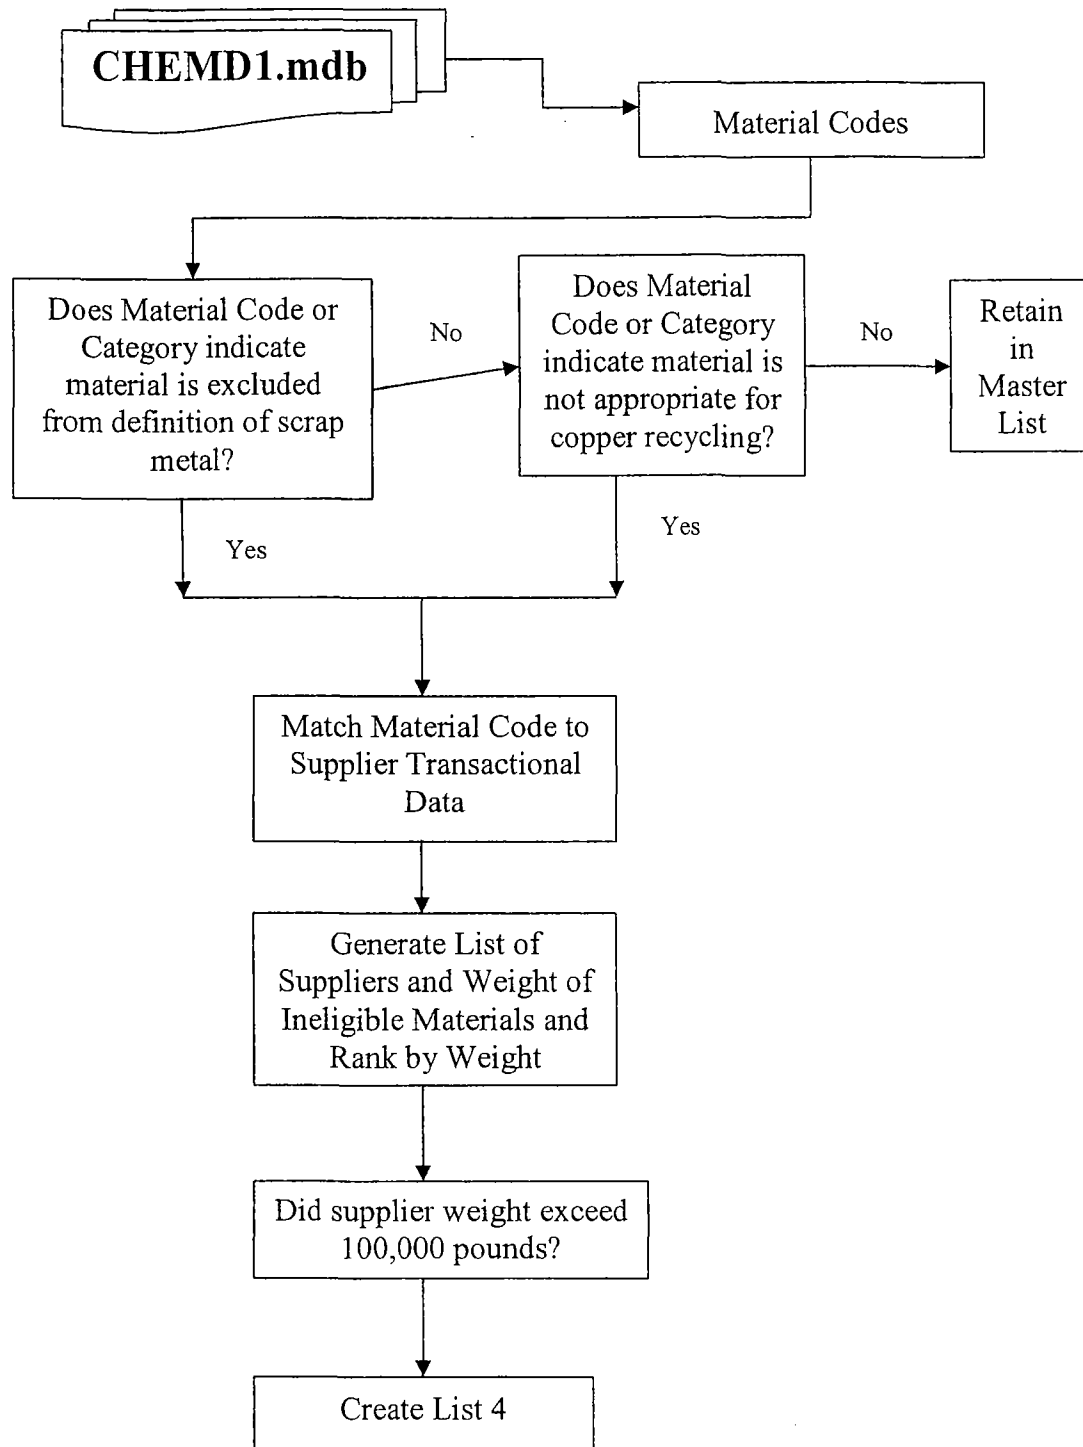 CHEMD1.mdb
Material Codes
Does Material Code or
Category indicate
material is excluded
from definition of scrap
metal?
No
Does Material
Code or Category
indicate material is
not appropriate for
copper recycling?
No
Retain
in
Master
List
Yes
Yes
Match Material Code to
Supplier Transactional
Data
Generate List of
Suppliers and Weight of
Ineligible Materials and
Rank by Weight
Did supplier weight exceed
100,000 pounds?
Create List 4